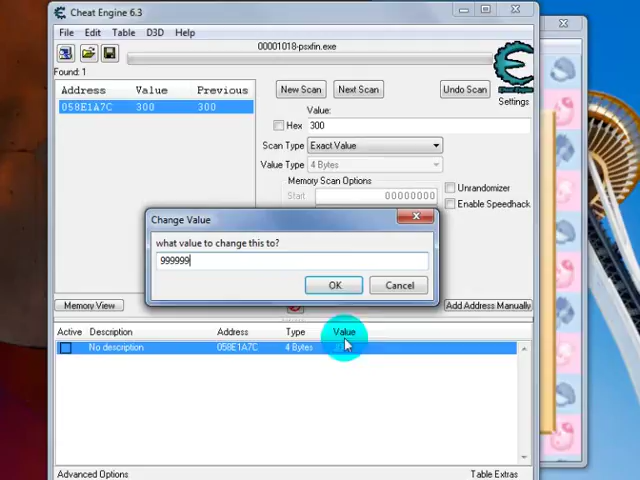 Cheat Engine 6.3
File Edit Table D3D Help
00001018-psxfin.exe
Found: 1
Address Value Previous
058E1A7C 300 300
New Scan Next Scan Undo Scan
Settings
Value:
Hex 300
Scan Type Exact Value
Value Type 4 Bytes
Memory Scan Options
Start 00000000
Unrandomizer
Enable Speedhack
Change Value
what value to change this to?
999999
OK Cancel
Memory View Add Address Manually
Active Description Address Type Value
No description 058E1A7C 4 Bytes
Advanced Options Table Extras